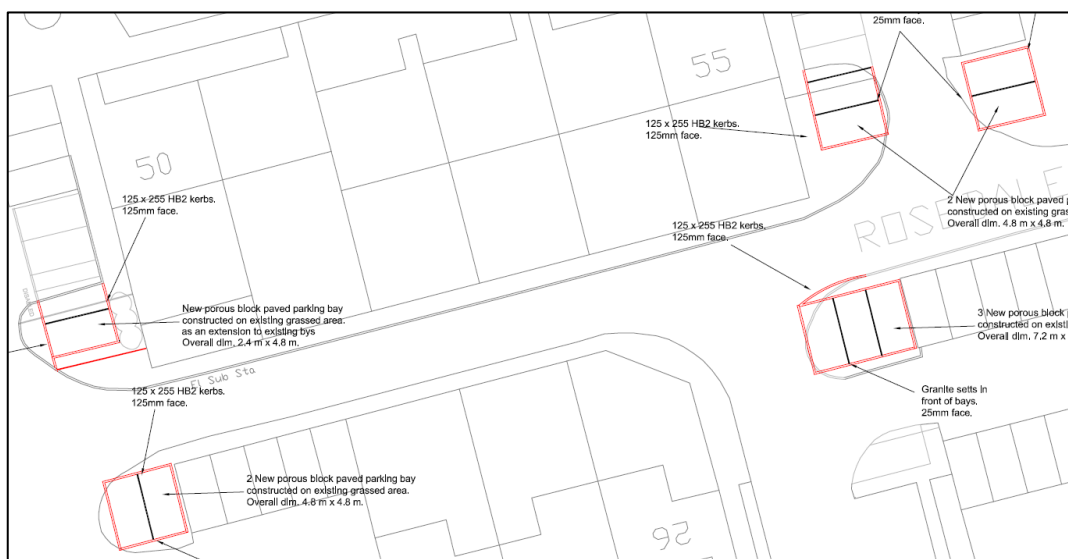 25mm face.
55
125 x 255 HB2 kerbs.
125mm face.
50
125 x 255 HB2 kerbs.
125mm face.
2 New porous block paved p
constructed on existing gras
Overall dim. 4.8 m x 4.8 m.
ROSEDALE
125 x 255 HB2 kerbs.
125mm face.
New porous block paved parking bay
constructed on existing grassed area.
as an extension to existing bys
Overall dim. 2.4 m x 4.8 m.
3 New porous block
constructed on existi
Overall dim. 7.2 m x
El Sub Sta
125 x 255 HB2 kerbs.
125mm face.
Granite setts in
front of bays.
25mm face.
2 New porous block paved parking bay
constructed on existing grassed area.
Overall dim. 4.8 m x 4.8 m.
26